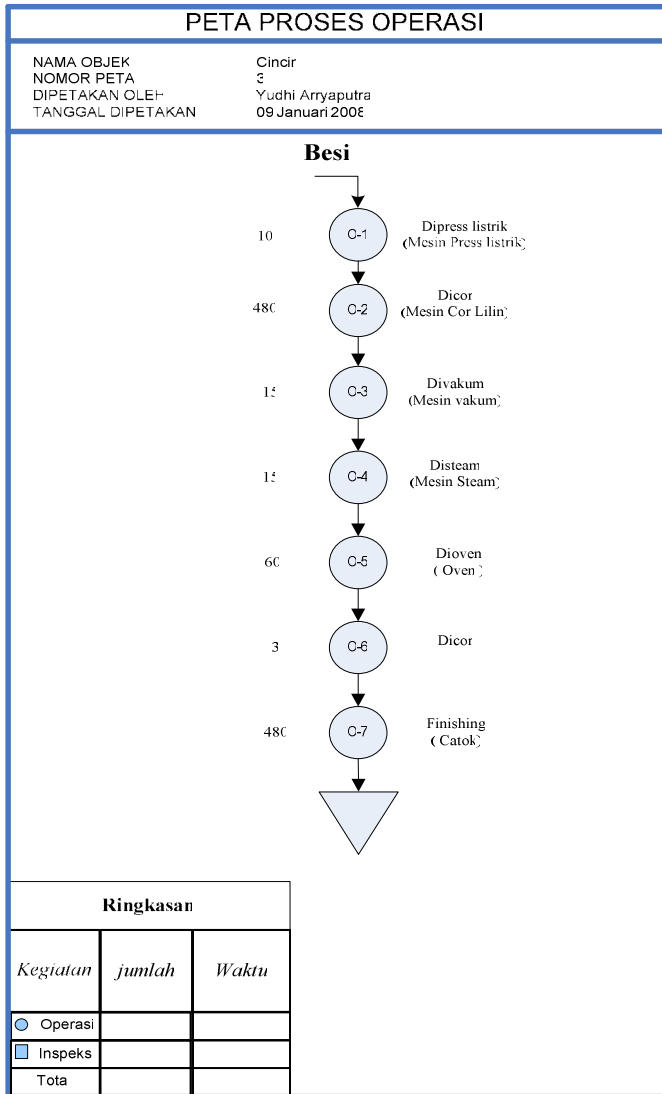 PETA PROSES OPERASI
NAMA OBJEK Cincir
NOMOR PETA 3
DIPETAKAN OLEH Yudhi Arryaputra
TANGGAL DIPETAKAN 09 Januari 2008
Besi
10 O-1 Dipress listrik
(Mesin Press listrik)
480 O-2 Dicor
(Mesin Cor Lilin)
15 O-3 Divakum
(Mesin vakum)
15 O-4 Disteam
(Mesin Steam)
60 O-5 Dioven
( Oven )
3 O-6 Dicor
480 O-7 Finishing
( Catok)
Ringkasan
Kegiatan jumlah Waktu
Operasi
Inspeks
Tota